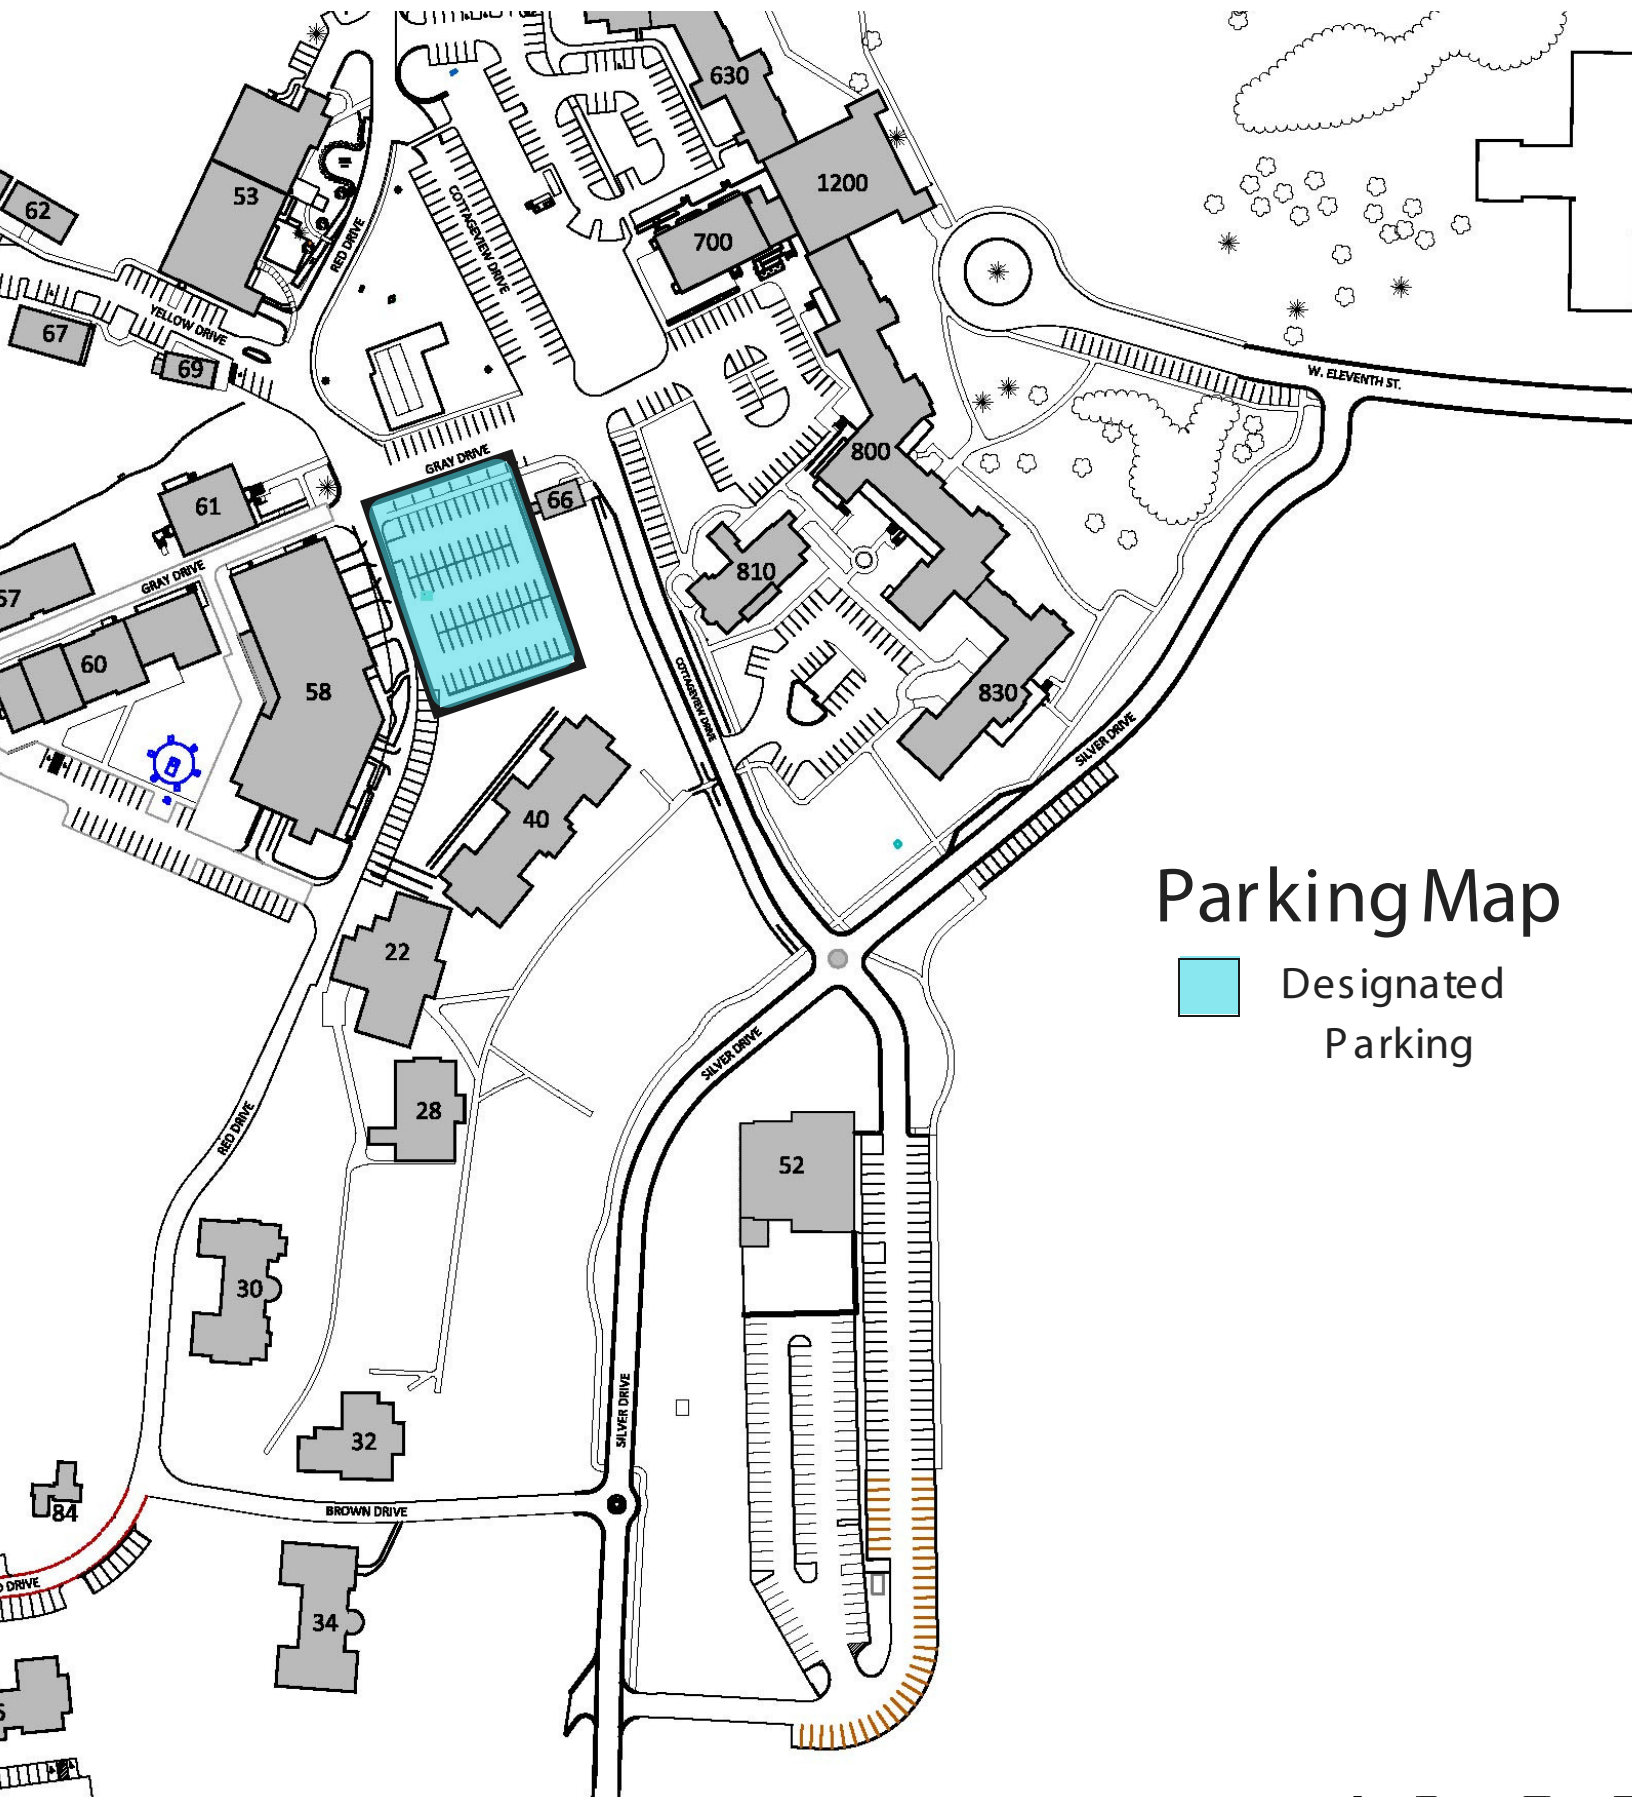 630
53
1200
62
COTTAGEVIEW DRIVE
RED DRIVE
700
YELLOW DRIVE
67
69
W. ELEVENTH ST.
800
GRAY DRIVE
66
61
810
GRAY DRIVE
57
60
58
COTTAGEVIEW DRIVE
830
SILVER DRIVE
40
Parking Map
22
Designated
Parking
SILVER DRIVE
28
RED DRIVE
52
30
SILVER DRIVE
32
84
BROWN DRIVE
DRIVE
34